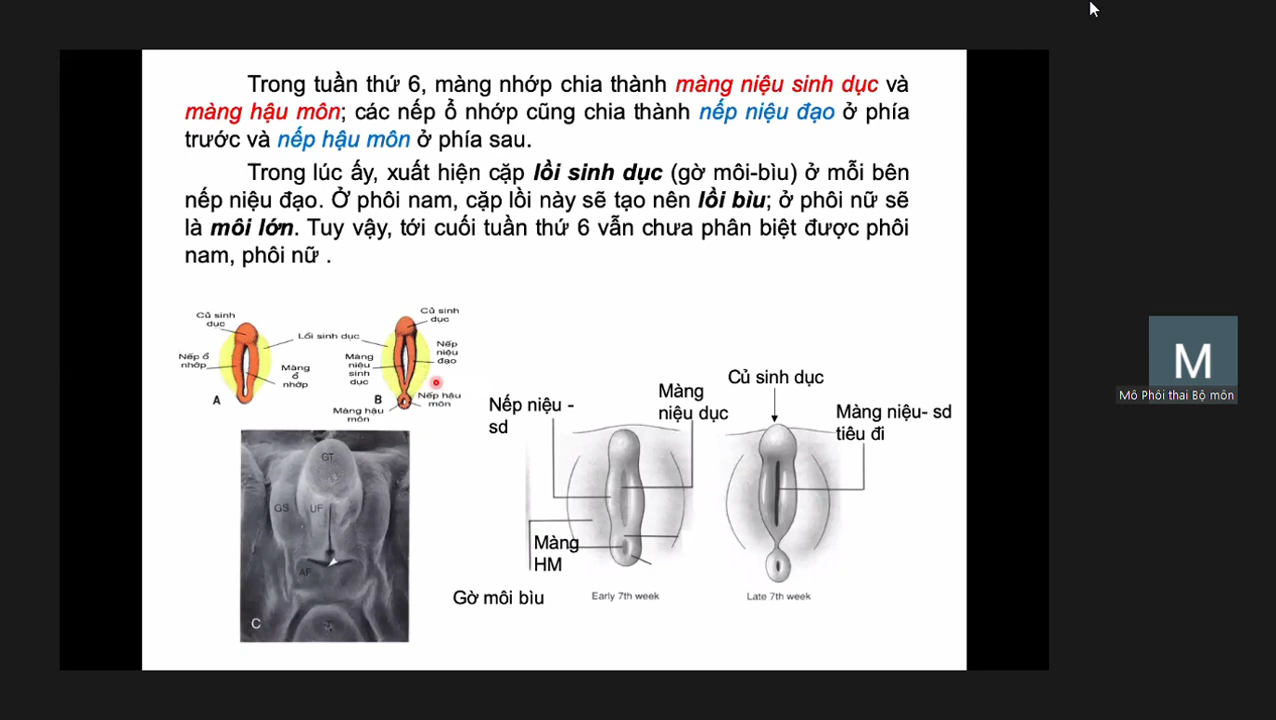 Trong tuần thứ 6, màng nhớp chia thành màng niệu sinh dục và
màng hậu môn; các nếp ổ nhớp cũng chia thành nếp niệu đạo ở phía
trước và nếp hậu môn ở phía sau.
Trong lúc ấy, xuất hiện cặp lồi sinh dục (gờ môi-bìu) ở mỗi bên
nếp niệu đạo. Ở phôi nam, cặp lồi này sẽ tạo nên lồi bìu; ở phôi nữ sẽ
là môi lớn. Tuy vậy, tới cuối tuần thứ 6 vẫn chưa phân biệt được phôi
nam, phôi nữ .
Củ sinh
dục
Lồi sinh dục
Nếp ổ
nhớp
Màng
ổ
nhớp
A
Củ sinh
dục
Nếp
niệu
đạo
Màng
niệu
sinh
dục
B
Nếp hậu
môn
Màng hậu
môn
GT
GS
UF
AF
C
Nếp niệu -
sd
Màng
niệu dục
Củ sinh dục
Màng niệu- sd
tiêu đi
Màng
HM
Gờ môi bìu
Early 7th week
Late 7th week
M
Mô Phôi thai Bộ môn